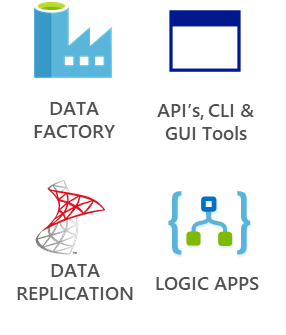 DATA
FACTORY
API's, CLI &
GUI Tools
DATA
REPLICATION
LOGIC APPS